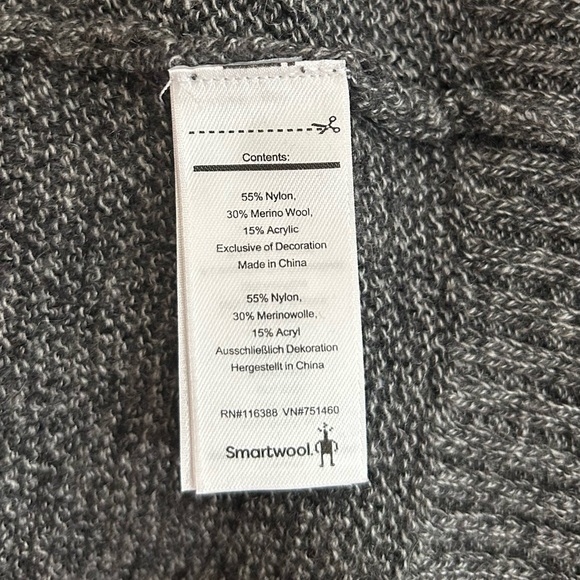 Contents:
55% Nylon,
30% Merino Wool,
15% Acrylic
Exclusive of Decoration
Made in China
55% Nylon,
30% Merinowolle,
15% Acryl
Ausschließlich Dekoration
Hergestellt in China
RN#116388 VN#751460
Smartwool.